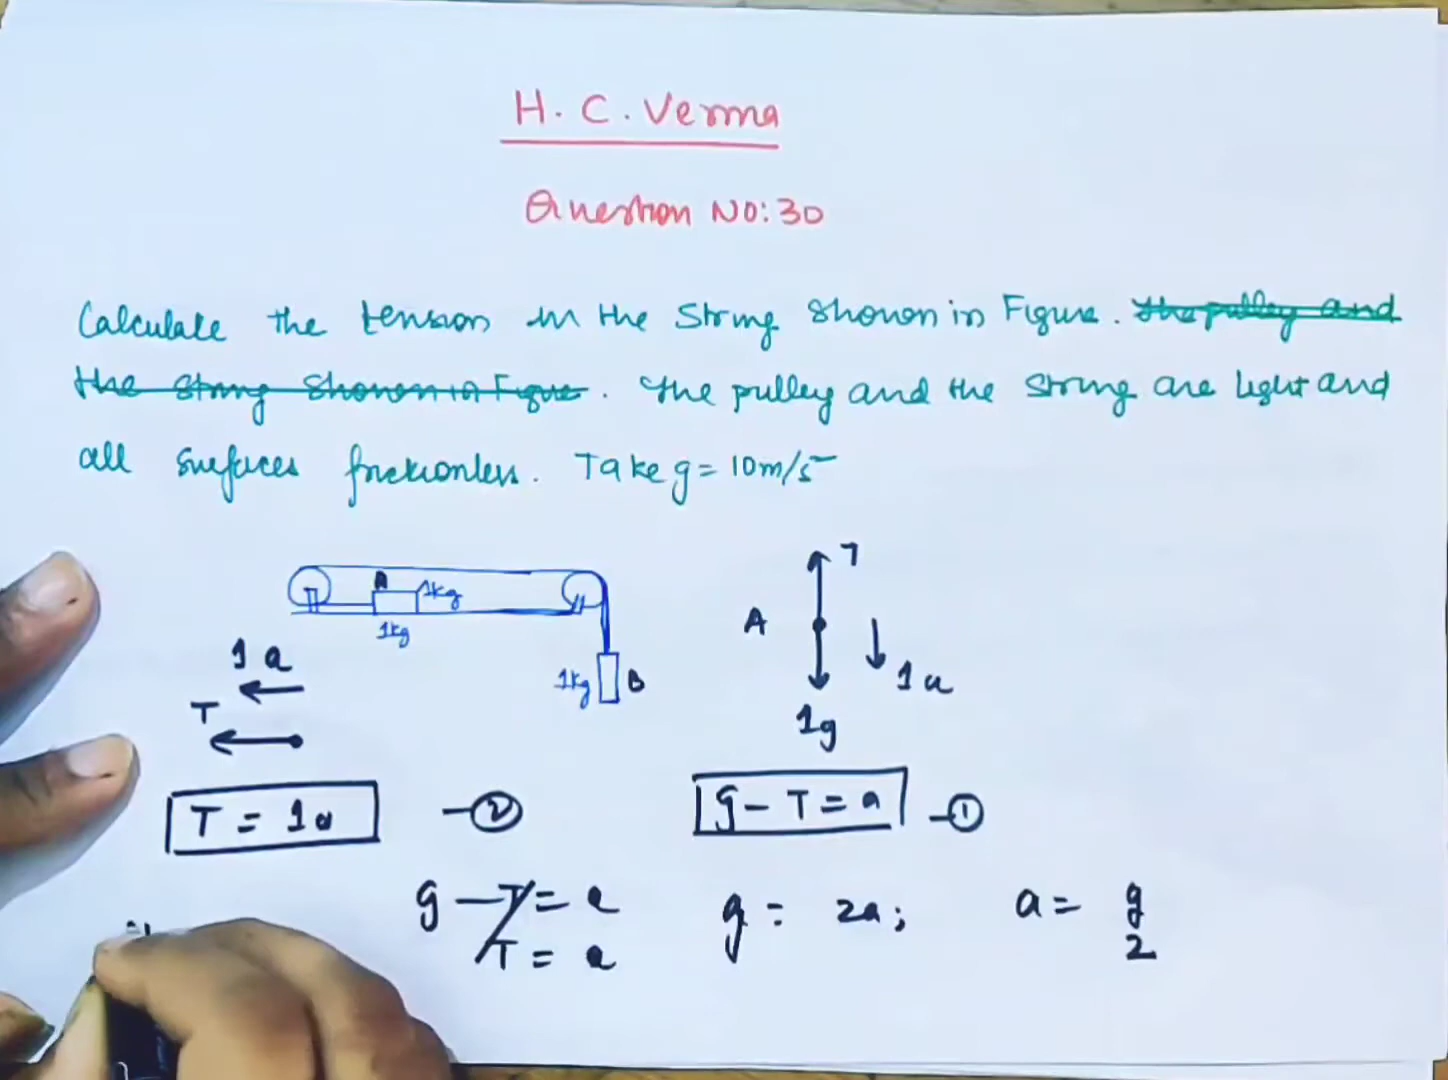 H. C. Verma
Question NO: 30
Calculate the tension in the String Shown in Figure. the pulley and
the String Shown in Figure. The pulley and the string are light and
all surfaces frictionless. Take g = 10m/s
A
1kg
1kg
1kg
B
1a
T
T
A
1a
1g
T = 1a
-②
g - T = a
-①
g - T = a
T = a
g = 2a;
a = g
2